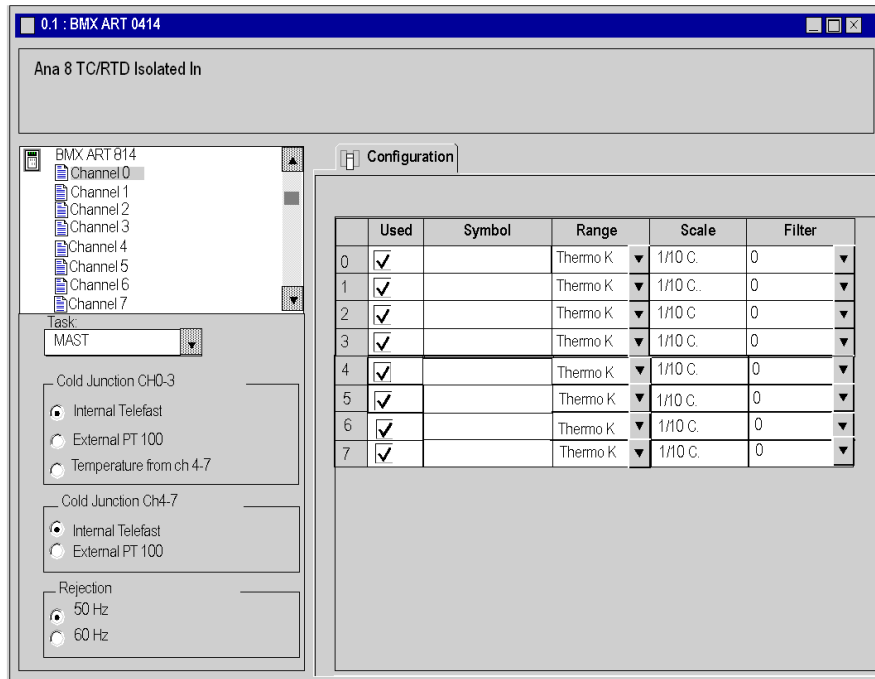 0.1 : BMX ART 0414
Ana 8 TC/RTD Isolated In
BMX ART 814
Channel 0
Channel 1
Channel 2
Channel 3
Channel 4
Channel 5
Channel 6
Channel 7
Task:
MAST
Cold Junction CH0-3
Internal Telefast
External PT 100
Temperature from ch 4-7
Cold Junction Ch4-7
Internal Telefast
External PT 100
Rejection
50 Hz
60 Hz
Configuration
Used Symbol Range Scale Filter
0 Thermo K 1/10 C. 0
1 Thermo K 1/10 C.. 0
2 Thermo K 1/10 C 0
3 Thermo K 1/10 C. 0
4 Thermo K 1/10 C. 0
5 Thermo K 1/10 C. 0
6 Thermo K 1/10 C. 0
7 Thermo K 1/10 C. 0